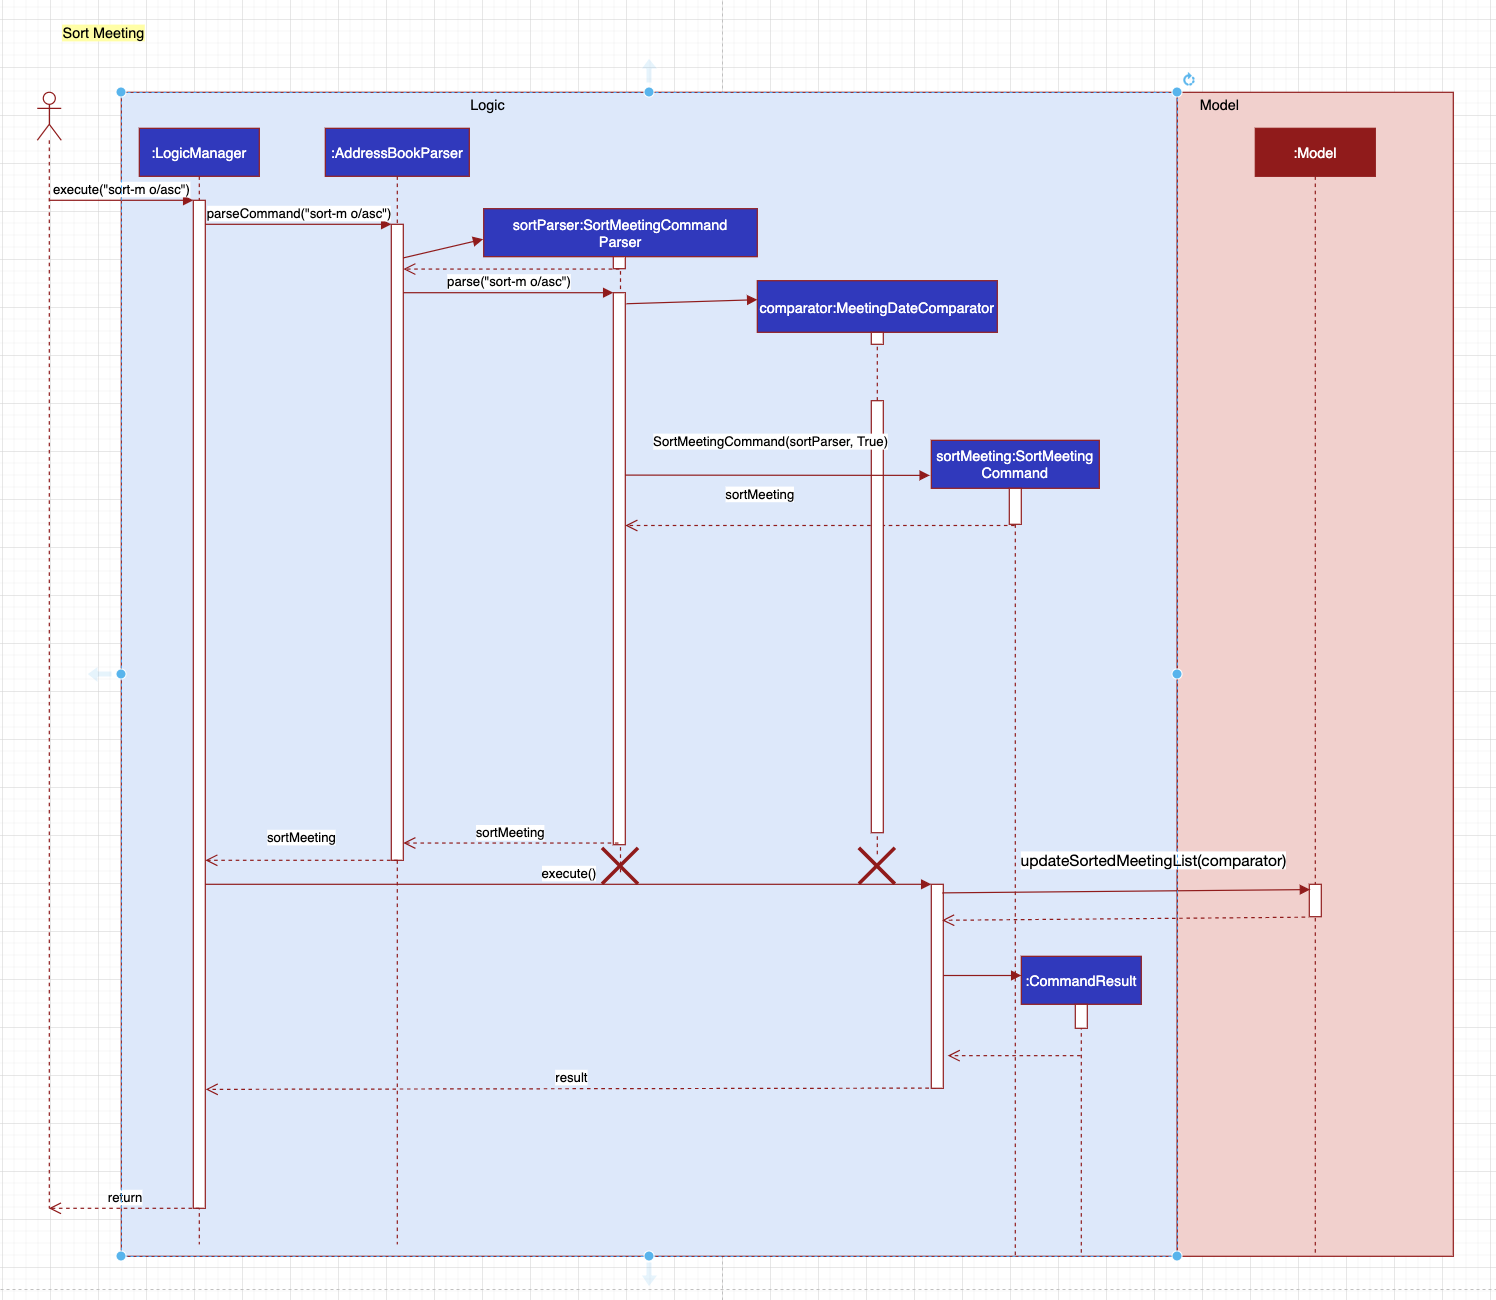 Sort Meeting
Logic
Model
:LogicManager
:AddressBookParser
:Model
execute("sort-m o/asc")
parseCommand("sort-m o/asc")
sortParser:SortMeetingCommand
Parser
parse("sort-m o/asc")
comparator:MeetingDateComparator
SortMeetingCommand(sortParser, True)
sortMeeting:SortMeeting
Command
sortMeeting
sortMeeting
sortMeeting
updateSortedMeetingList(comparator)
execute()
:CommandResult
result
return